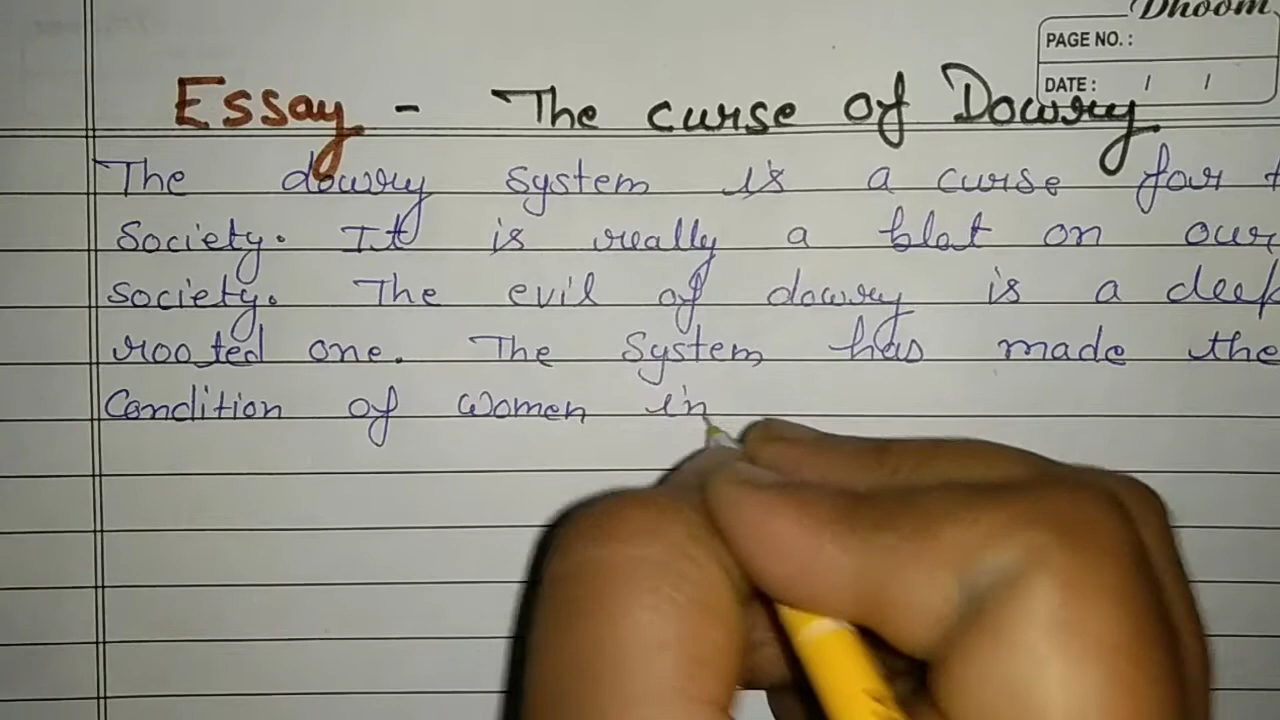 Dhoom
PAGE NO. :
DATE : / /
Essay - The curse of Dowry
The dowry system is a curse for
Society. It is really a blot on our
society. The evil of dowry is a deep
rooted one. The System has made the
Condition of women in